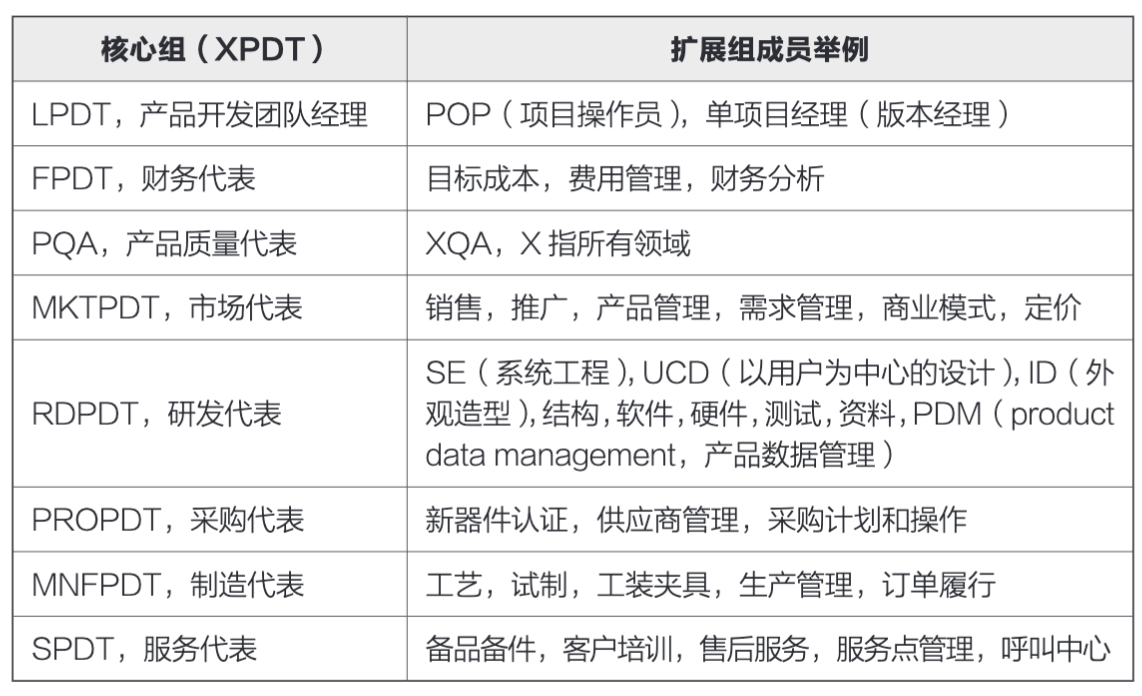 核心组（XPDT）
扩展组成员举例
LPDT，产品开发团队经理
POP（项目操作员），单项目经理（版本经理）
FPDT，财务代表
目标成本，费用管理，财务分析
PQA，产品质量代表
XQA，X 指所有领域
MKTPDT，市场代表
销售，推广，产品管理，需求管理，商业模式，定价
RDPDT，研发代表
SE（系统工程），UCD（以用户为中心的设计），ID（外
观造型），结构，软件，硬件，测试，资料，PDM（product
data management，产品数据管理）
PROPDT，采购代表
新器件认证，供应商管理，采购计划和操作
MNFPDT，制造代表
工艺，试制，工装夹具，生产管理，订单履行
SPDT，服务代表
备品备件，客户培训，售后服务，服务点管理，呼叫中心